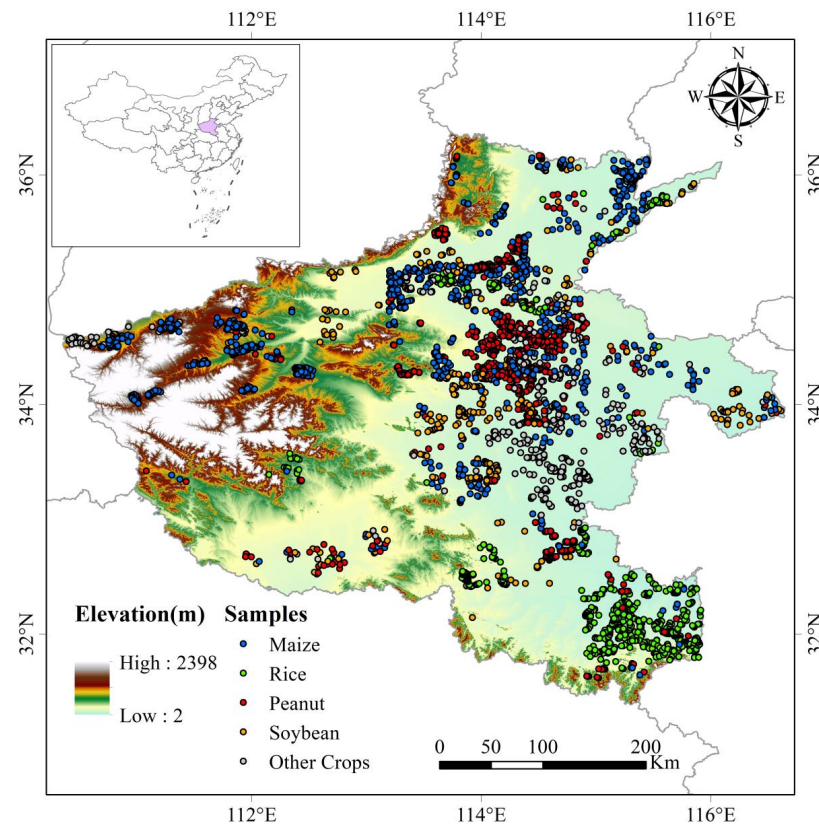 112°E 114°E 116°E
N
W E
S
36°N 36°N
34°N 34°N
32°N 32°N
Elevation(m) Samples
High : 2398
Low : 2
Maize
Rice
Peanut
Soybean
Other Crops
0 50 100 200
Km
112°E 114°E 116°E